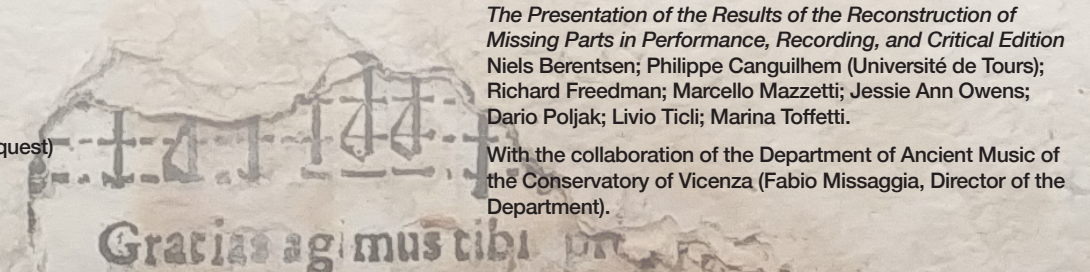 The Presentation of the Results of the Reconstruction of
Missing Parts in Performance, Recording, and Critical Edition
Niels Berentsen; Philippe Canguilhem (Université de Tours);
Richard Freedman; Marcello Mazzetti; Jessie Ann Owens;
Dario Poljak; Livio Ticli; Marina Toffetti.
quest)
With the collaboration of the Department of Ancient Music of
the Conservatory of Vicenza (Fabio Missaggia, Director of the
Department).
Gratias agimus tibi